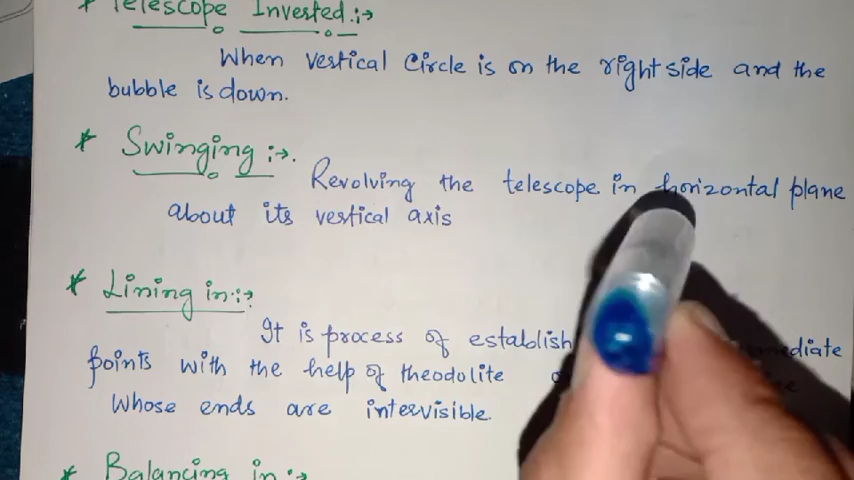 * Telescope Inverted :→
When vertical Circle is on the right side and the
bubble is down.
* Swinging :→.
Revolving the telescope in horizontal plane
about its vertical axis
* Lining in :→
It is process of establish
points with the help of theodolite
Whose ends are intervisible.
* Balancing in :→